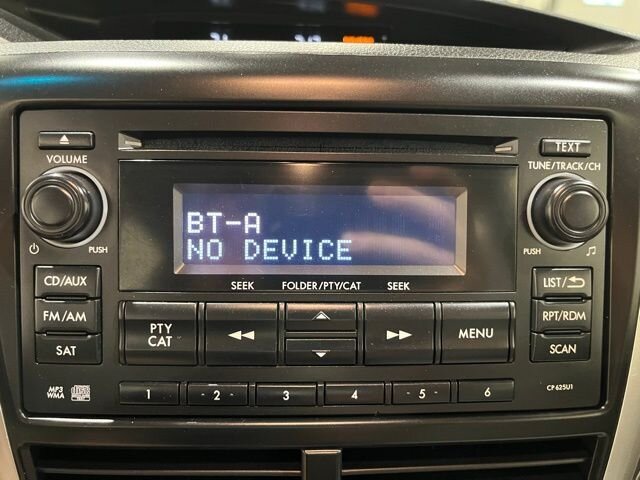 TEXT
VOLUME
TUNE/TRACK/CH
BT-A
NO DEVICE
PUSH
PUSH
SEEK FOLDER/PTY/CAT SEEK
CD/AUX
LIST/
FM/AM
PTY
CAT
MENU
RPT/RDM
SAT
SCAN
MP3
WMA
1 -2- 3 4 -5- 6
CP625U1